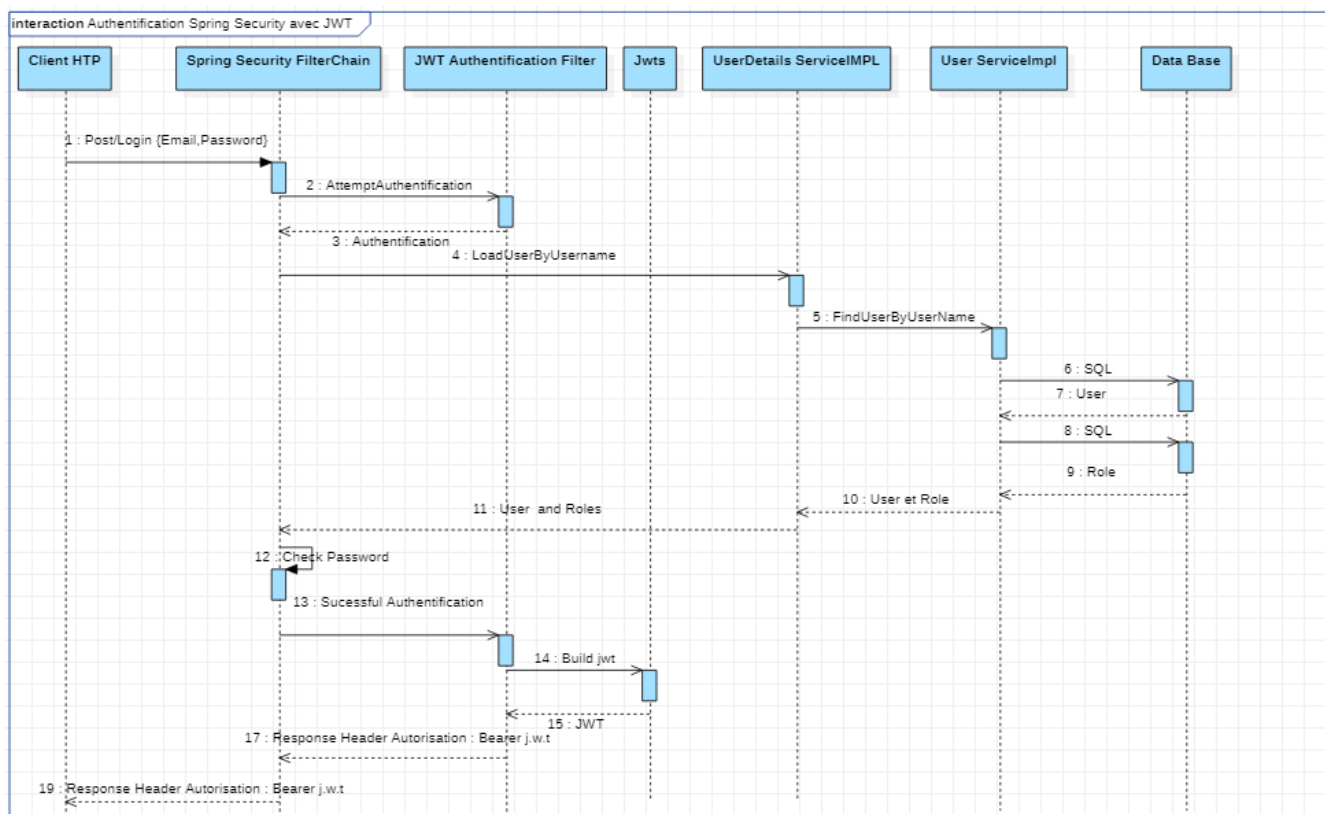 interaction Authentification Spring Security avec JWT
Client HTP
Spring Security FilterChain
JWT Authentification Filter
Jwts
UserDetails ServiceIMPL
User ServiceImpl
Data Base
1 : Post/Login {Email,Password}
2 : AttemptAuthentification
3 : Authentification
4 : LoadUserByUsername
5 : FindUserByUserName
6 : SQL
7 : User
8 : SQL
9 : Role
10 : User et Role
11 : User and Roles
12 : Check Password
13 : Sucessful Authentification
14 : Build jwt
15 : JWT
17 : Response Header Autorisation : Bearer j.w.t
19 : Response Header Autorisation : Bearer j.w.t